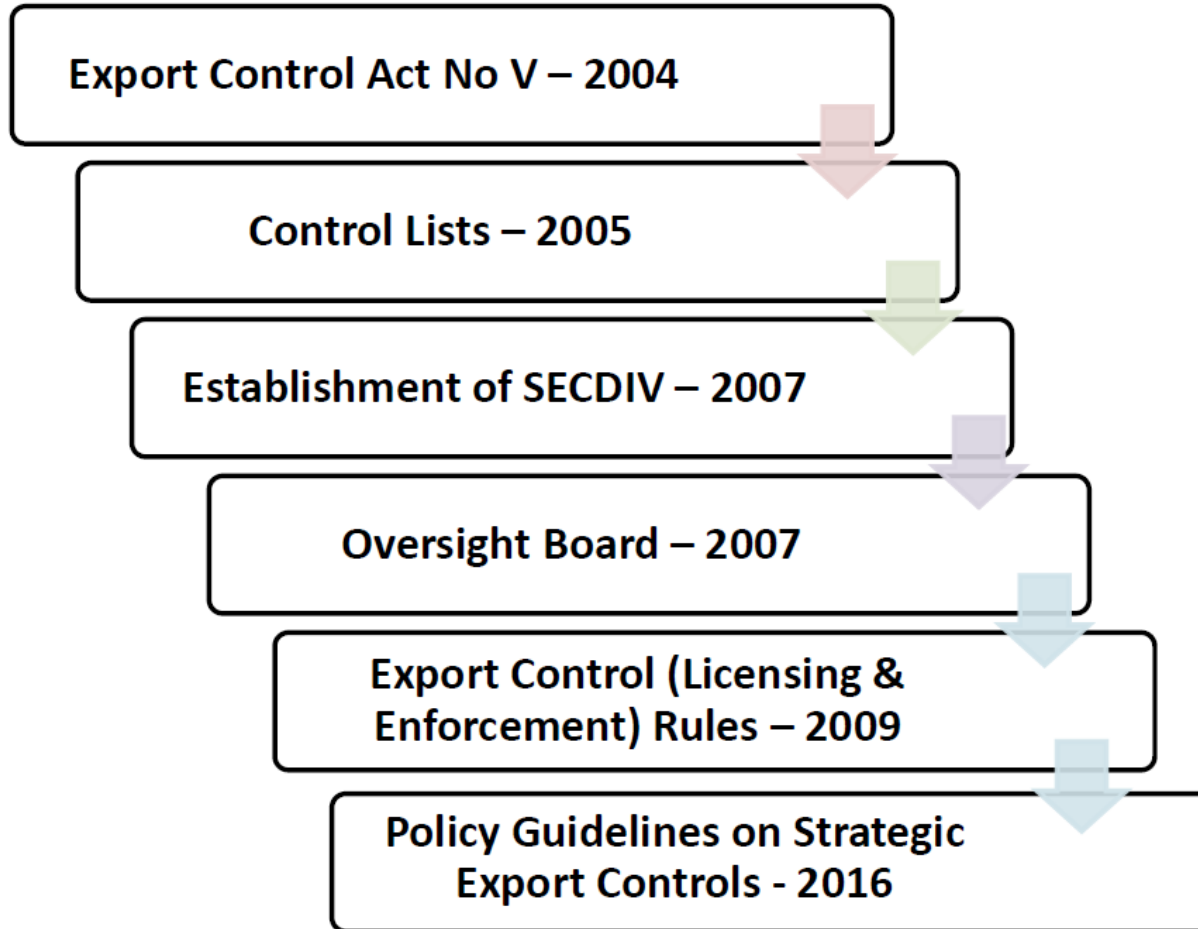 Export Control Act No V – 2004
Control Lists – 2005
Establishment of SECDIV – 2007
Oversight Board – 2007
Export Control (Licensing &
Enforcement) Rules – 2009
Policy Guidelines on Strategic
Export Controls - 2016